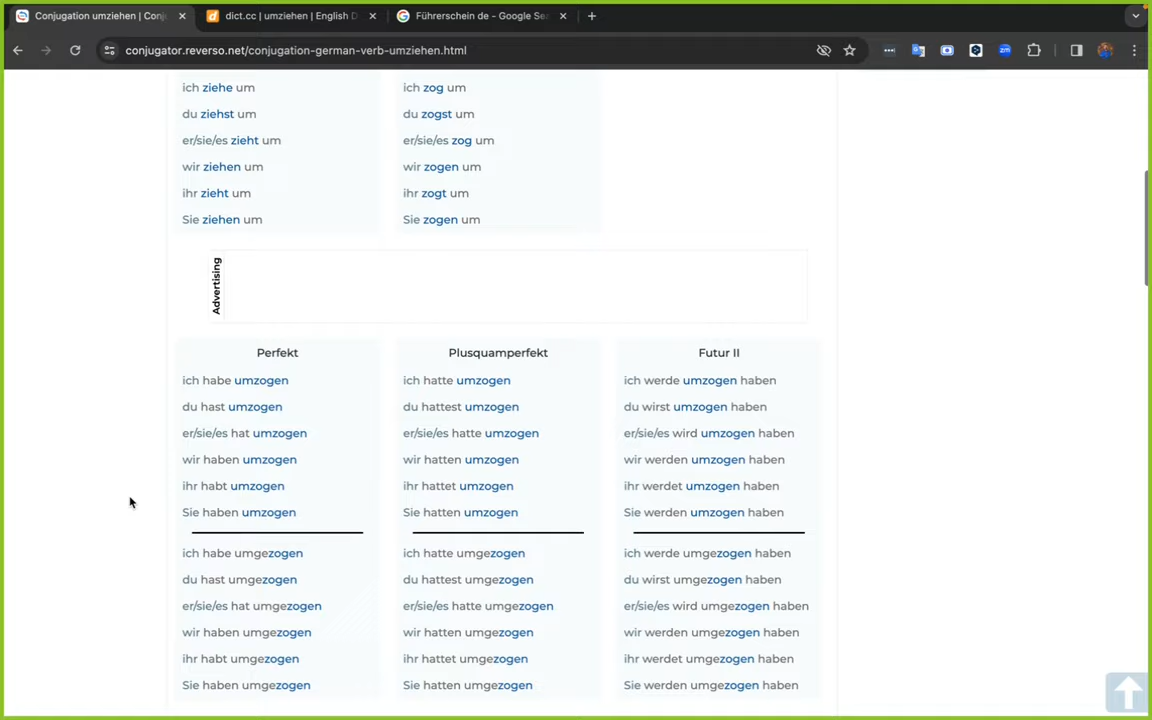 Conjugation umziehen | Conj
dict.cc | umziehen | English D
Führerschein de - Google Se
conjugator.reverso.net/conjugation-german-verb-umziehen.html
zm
ich ziehe um
du ziehst um
er/sie/es zieht um
wir ziehen um
ihr zieht um
Sie ziehen um
ich zog um
du zogst um
er/sie/es zog um
wir zogen um
ihr zogt um
Sie zogen um
Advertising
Perfekt
ich habe umzogen
du hast umzogen
er/sie/es hat umzogen
wir haben umzogen
ihr habt umzogen
Sie haben umzogen
ich habe umgezogen
du hast umgezogen
er/sie/es hat umgezogen
wir haben umgezogen
ihr habt umgezogen
Sie haben umgezogen
Plusquamperfekt
ich hatte umzogen
du hattest umzogen
er/sie/es hatte umzogen
wir hatten umzogen
ihr hattet umzogen
Sie hatten umzogen
ich hatte umgezogen
du hattest umgezogen
er/sie/es hatte umgezogen
wir hatten umgezogen
ihr hattet umgezogen
Sie hatten umgezogen
Futur II
ich werde umzogen haben
du wirst umzogen haben
er/sie/es wird umzogen haben
wir werden umzogen haben
ihr werdet umzogen haben
Sie werden umzogen haben
ich werde umgezogen haben
du wirst umgezogen haben
er/sie/es wird umgezogen haben
wir werden umgezogen haben
ihr werdet umgezogen haben
Sie werden umgezogen haben